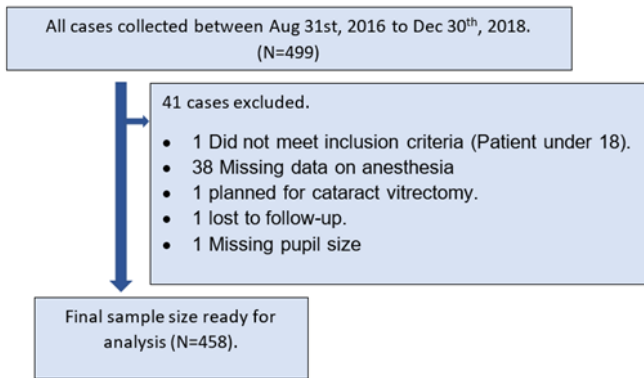 All cases collected between Aug 31st, 2016 to Dec 30th, 2018.
(N=499)
41 cases excluded.
• 1 Did not meet inclusion criteria (Patient under 18).
• 38 Missing data on anesthesia
• 1 planned for cataract vitrectomy.
• 1 lost to follow-up.
• 1 Missing pupil size
Final sample size ready for
analysis (N=458).